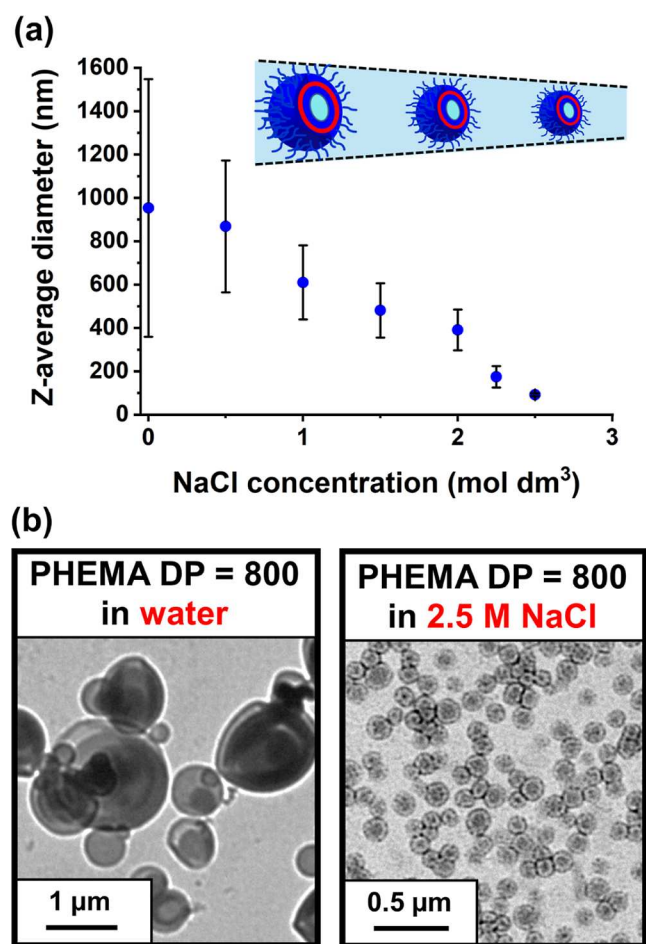 (a)
1600
1400
1200
1000
800
600
400
200
0
Z-average diameter (nm)
0 1 2 3
NaCl concentration (mol dm³)
(b)
PHEMA DP = 800
in water
1 µm
PHEMA DP = 800
in 2.5 M NaCl
0.5 µm